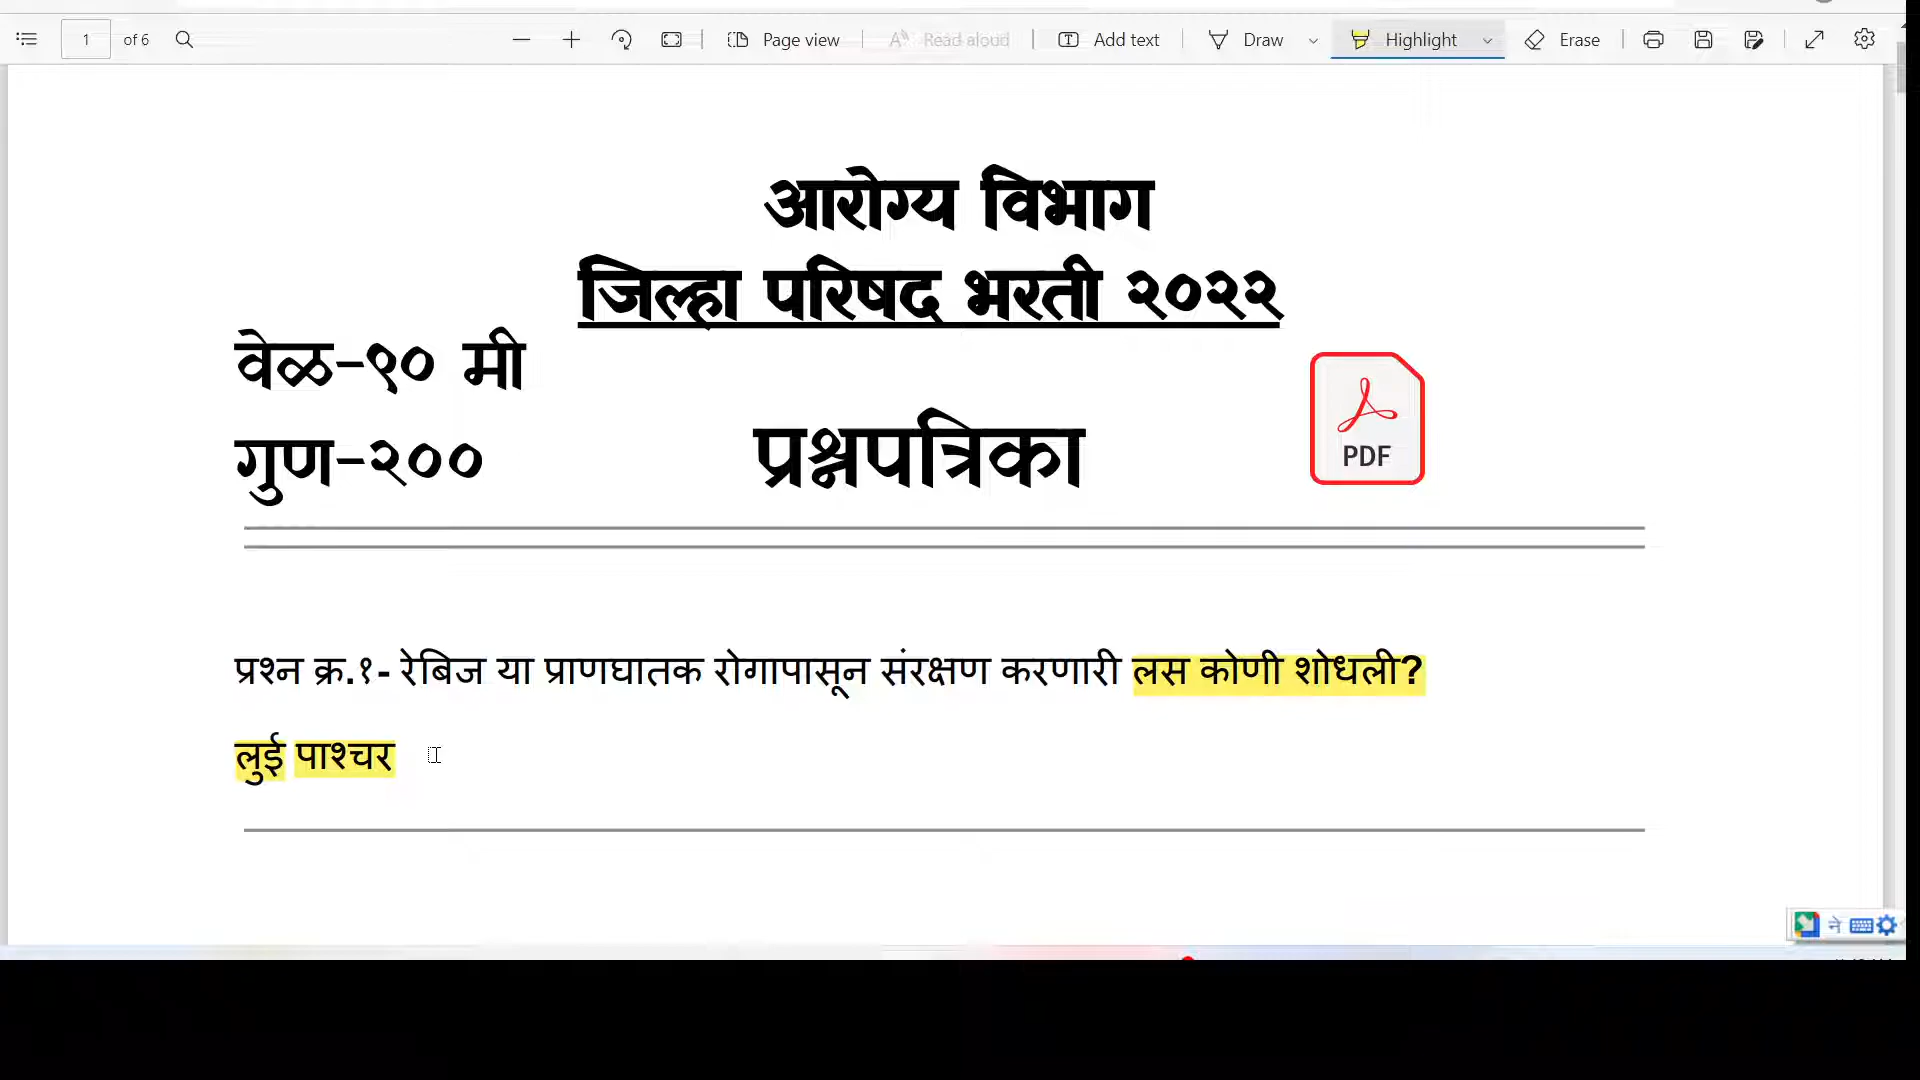 1 of 6 Page view Read aloud Add text Draw Highlight Erase
आरोग्य विभाग
जिल्हा परिषद भरती २०२२
वेळ-९० मी
गुण-२०० प्रश्नपत्रिका
PDF
प्रश्न क्र.१- रेबिज या प्राणघातक रोगापासून संरक्षण करणारी लस कोणी शोधली?
लुई पाश्चर
ने